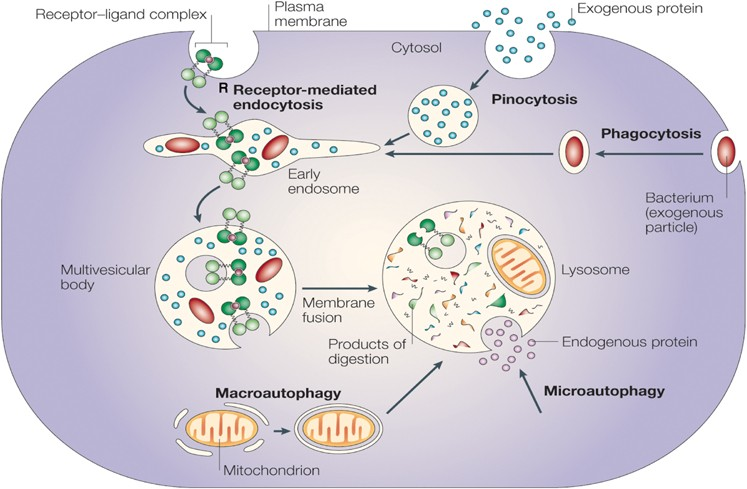 Receptor–ligand complex
Plasma
membrane
Exogenous protein
Cytosol
R Receptor-mediated
endocytosis
Pinocytosis
Phagocytosis
Early
endosome
Bacterium
(exogenous
particle)
Multivesicular
body
Membrane
fusion
Lysosome
Products of
digestion
Endogenous protein
Macroautophagy
Microautophagy
Mitochondrion